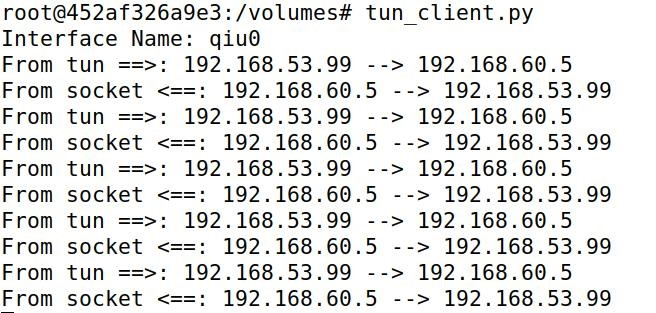 root@452af326a9e3:/volumes# tun_client.py
Interface Name: qiu0
From tun ==>: 192.168.53.99 --> 192.168.60.5
From socket <==: 192.168.60.5 --> 192.168.53.99
From tun ==>: 192.168.53.99 --> 192.168.60.5
From socket <==: 192.168.60.5 --> 192.168.53.99
From tun ==>: 192.168.53.99 --> 192.168.60.5
From socket <==: 192.168.60.5 --> 192.168.53.99
From tun ==>: 192.168.53.99 --> 192.168.60.5
From socket <==: 192.168.60.5 --> 192.168.53.99
From tun ==>: 192.168.53.99 --> 192.168.60.5
From socket <==: 192.168.60.5 --> 192.168.53.99